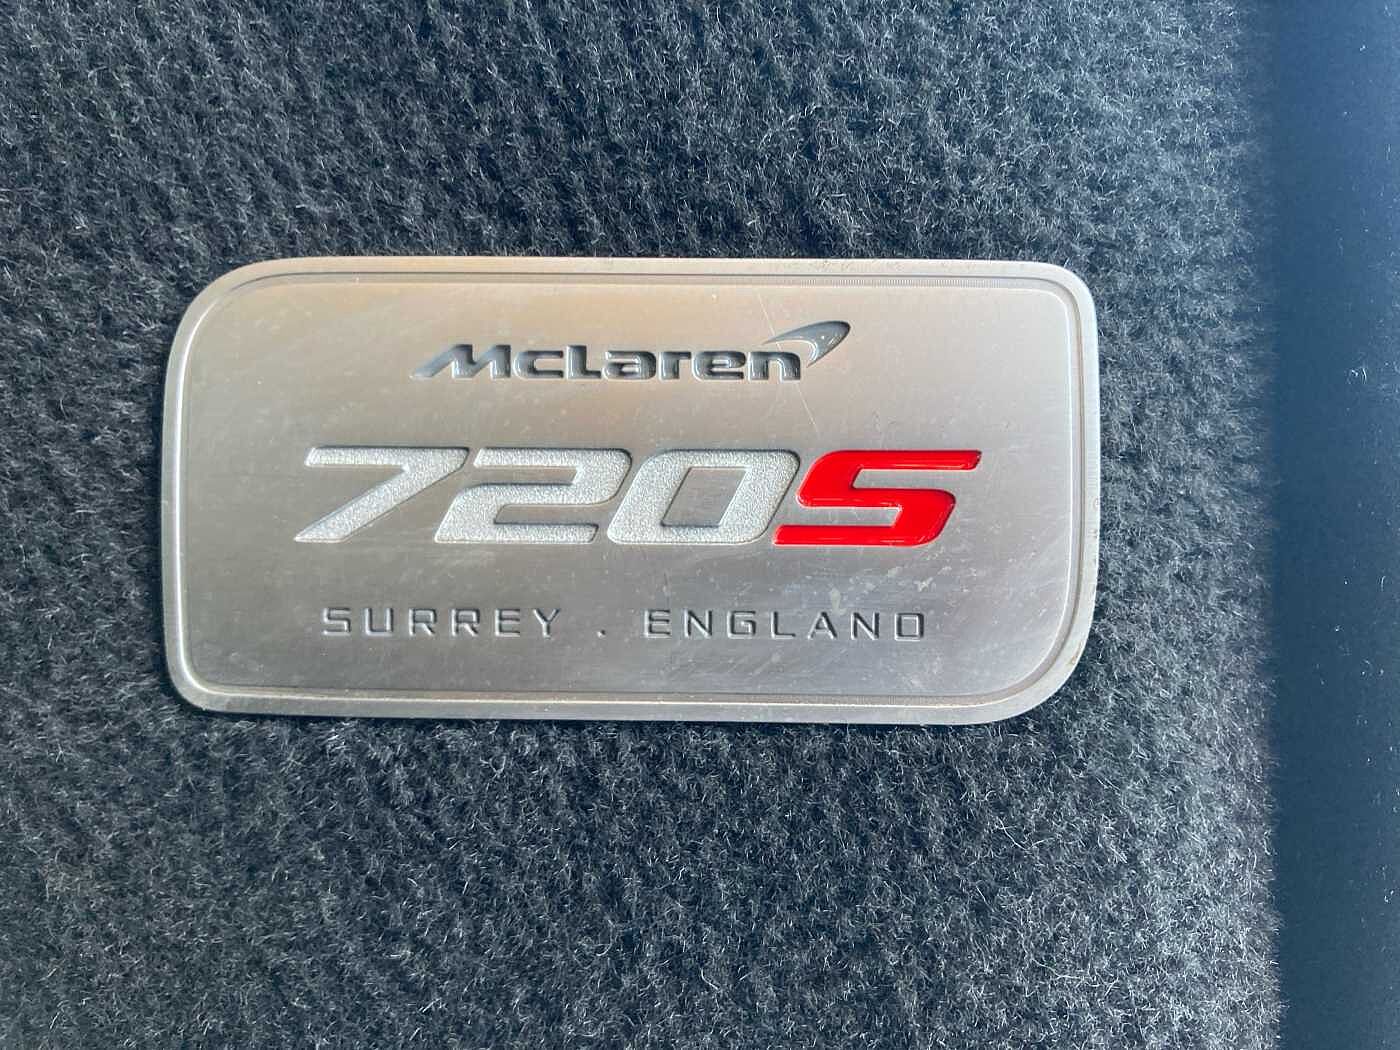 McLaren
720S
SURREY . ENGLAND